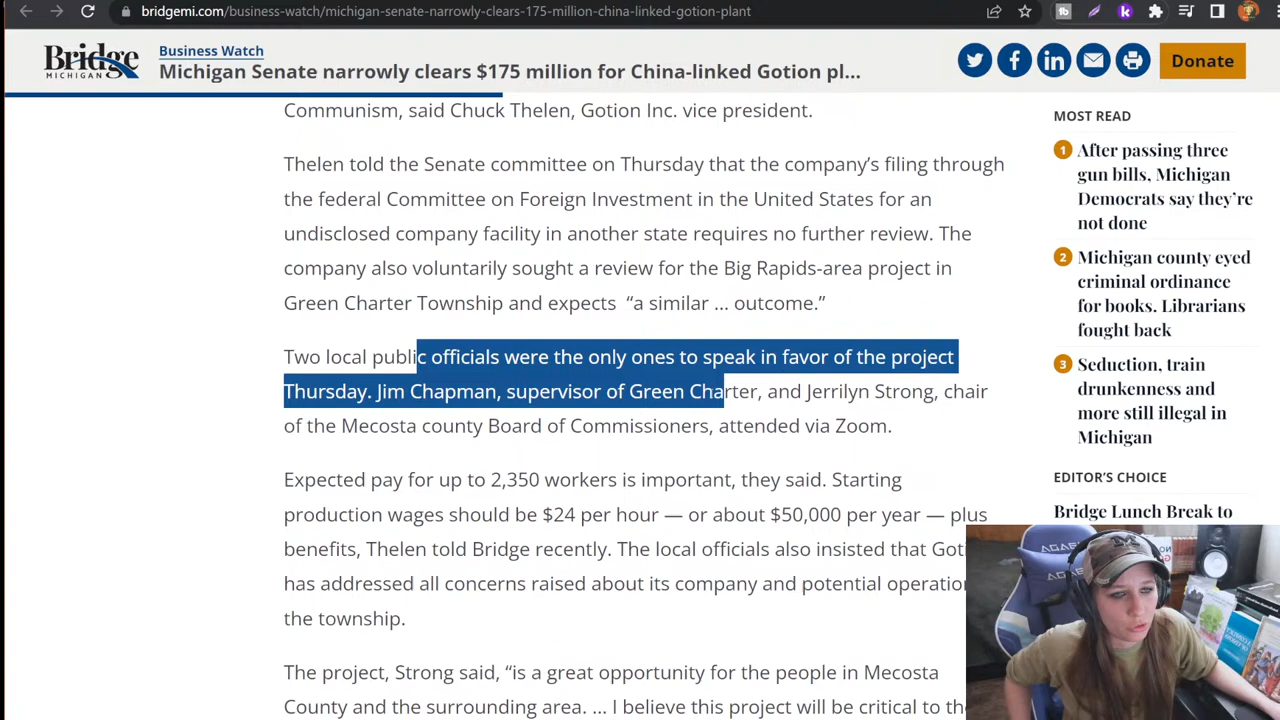 bridgemi.com/business-watch/michigan-senate-narrowly-clears-175-million-china-linked-gotion-plant
Bridge
MICHIGAN
Business Watch
Michigan Senate narrowly clears $175 million for China-linked Gotion pl...
Donate
Communism, said Chuck Thelen, Gotion Inc. vice president.
Thelen told the Senate committee on Thursday that the company’s filing through
the federal Committee on Foreign Investment in the United States for an
undisclosed company facility in another state requires no further review. The
company also voluntarily sought a review for the Big Rapids-area project in
Green Charter Township and expects “a similar … outcome.”
Two local public officials were the only ones to speak in favor of the project
Thursday. Jim Chapman, supervisor of Green Charter, and Jerrilyn Strong, chair
of the Mecosta county Board of Commissioners, attended via Zoom.
Expected pay for up to 2,350 workers is important, they said. Starting
production wages should be $24 per hour — or about $50,000 per year — plus
benefits, Thelen told Bridge recently. The local officials also insisted that Goti
has addressed all concerns raised about its company and potential operation
the township.
The project, Strong said, “is a great opportunity for the people in Mecosta
County and the surrounding area. … I believe this project will be critical to the
MOST READ
1 After passing three
gun bills, Michigan
Democrats say they’re
not done
2 Michigan county eyed
criminal ordinance
for books. Librarians
fought back
3 Seduction, train
drunkenness and
more still illegal in
Michigan
EDITOR’S CHOICE
Bridge Lunch Break to